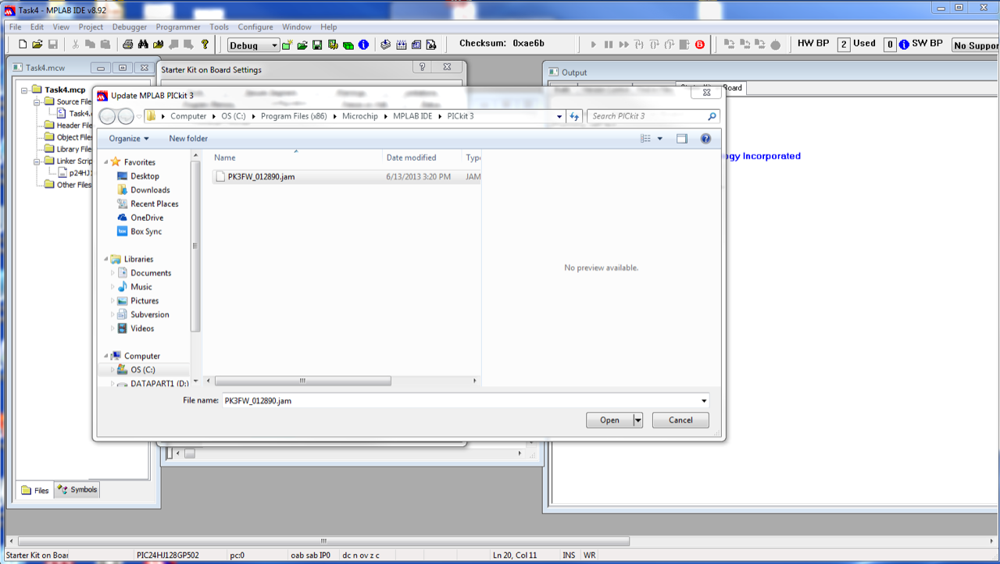 Task4 - MPLAB IDE v8.92
File Edit View Project Debugger Programmer Tools Configure Window Help
Debug
Checksum: 0xae6b
HW BP 2 Used 0 SW BP No Suppor
Task4.mcw
Task4.mcp
Source File
Task4.
Header File
Object Files
Library Files
Linker Scrip
p24HJ1
Other Files
Files Symbols
Starter Kit on Board Settings
Output
Board
gy Incorporated
Update MPLAB PICkit 3
Computer OS (C:) Program Files (x86) Microchip MPLAB IDE PICkit 3
Search PICkit 3
Organize New folder
Favorites
Desktop
Downloads
Recent Places
OneDrive
Box Sync
Libraries
Documents
Music
Pictures
Subversion
Videos
Computer
OS (C:)
DATAPART1 (D:)
Name Date modified Type
PK3FW_012890.jam 6/13/2013 3:20 PM JAM
No preview available.
File name: PK3FW_012890.jam
Open Cancel
Starter Kit on Boar PIC24HJ128GP502 pc:0 oab sab IP0 dc n ov z c Ln 20, Col 11 INS WR